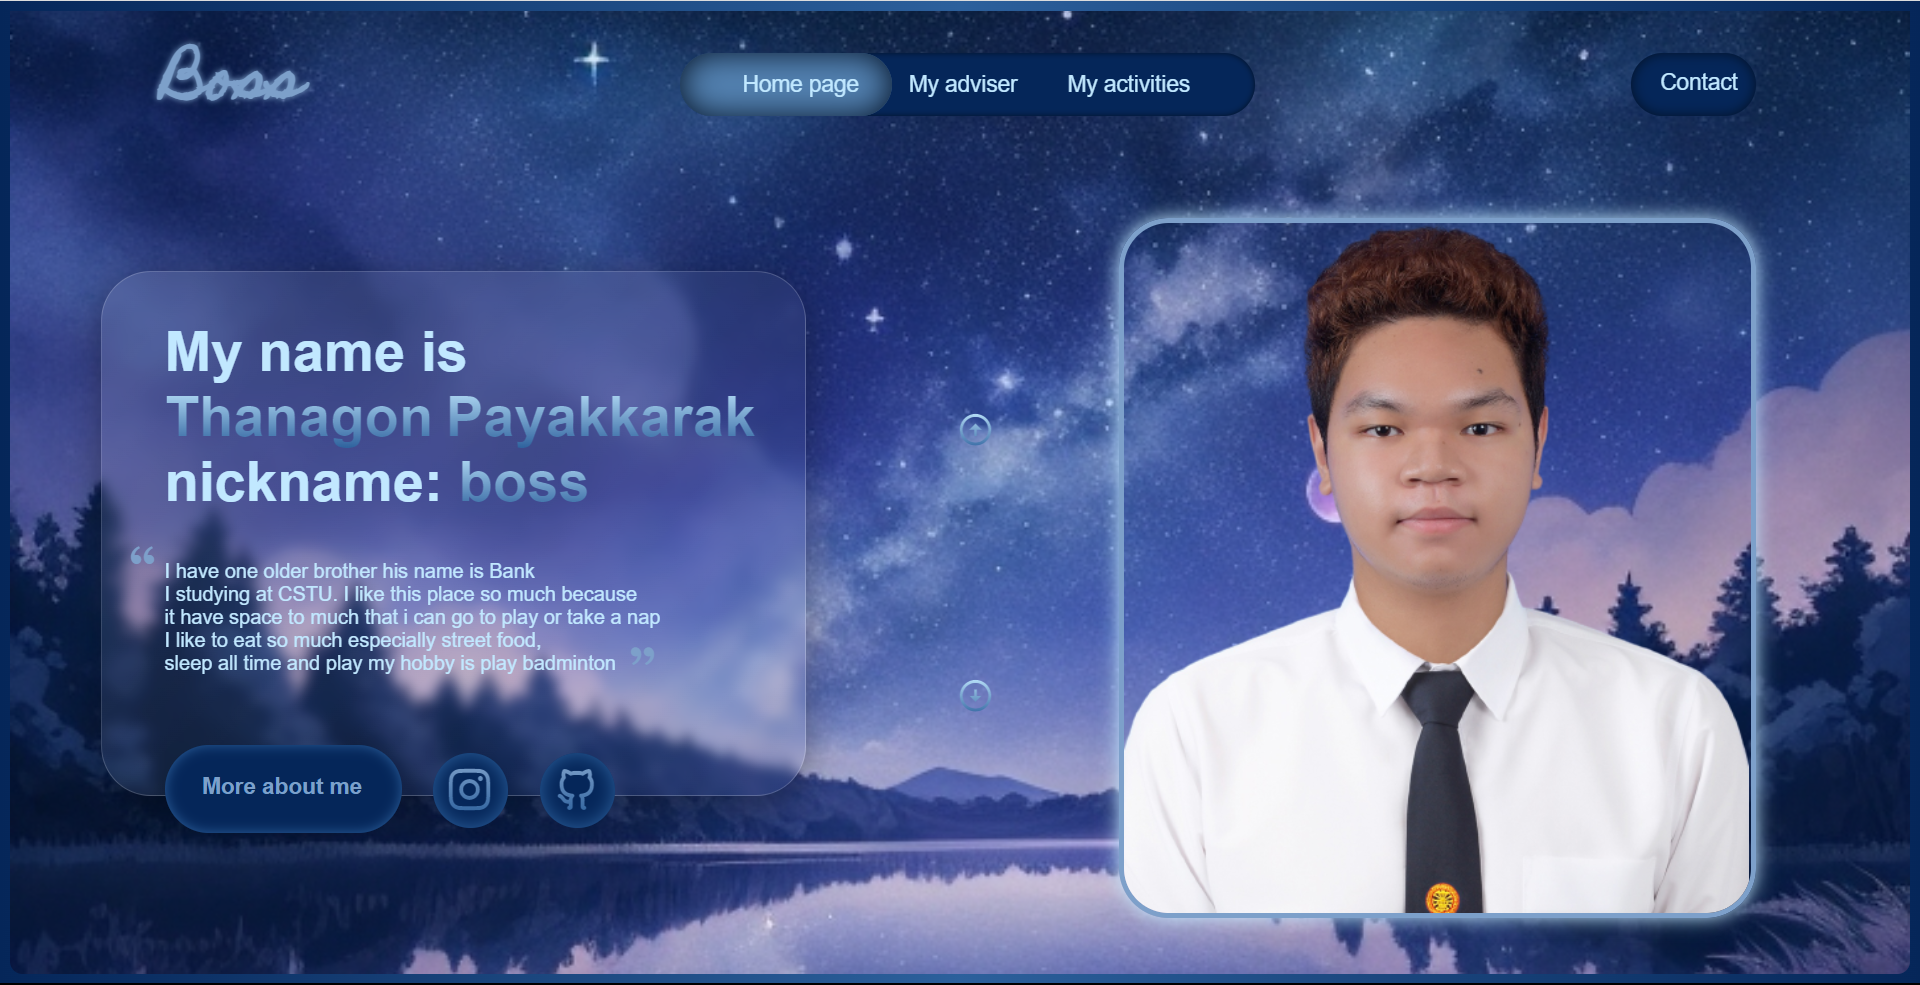 Boss
Home page
My adviser
My activities
Contact
My name is
Thanagon Payakkarak
nickname: boss
“ I have one older brother his name is Bank
I studying at CSTU. I like this place so much because
it have space to much that i can go to play or take a nap
I like to eat so much especially street food,
sleep all time and play my hobby is play badminton ”
More about me